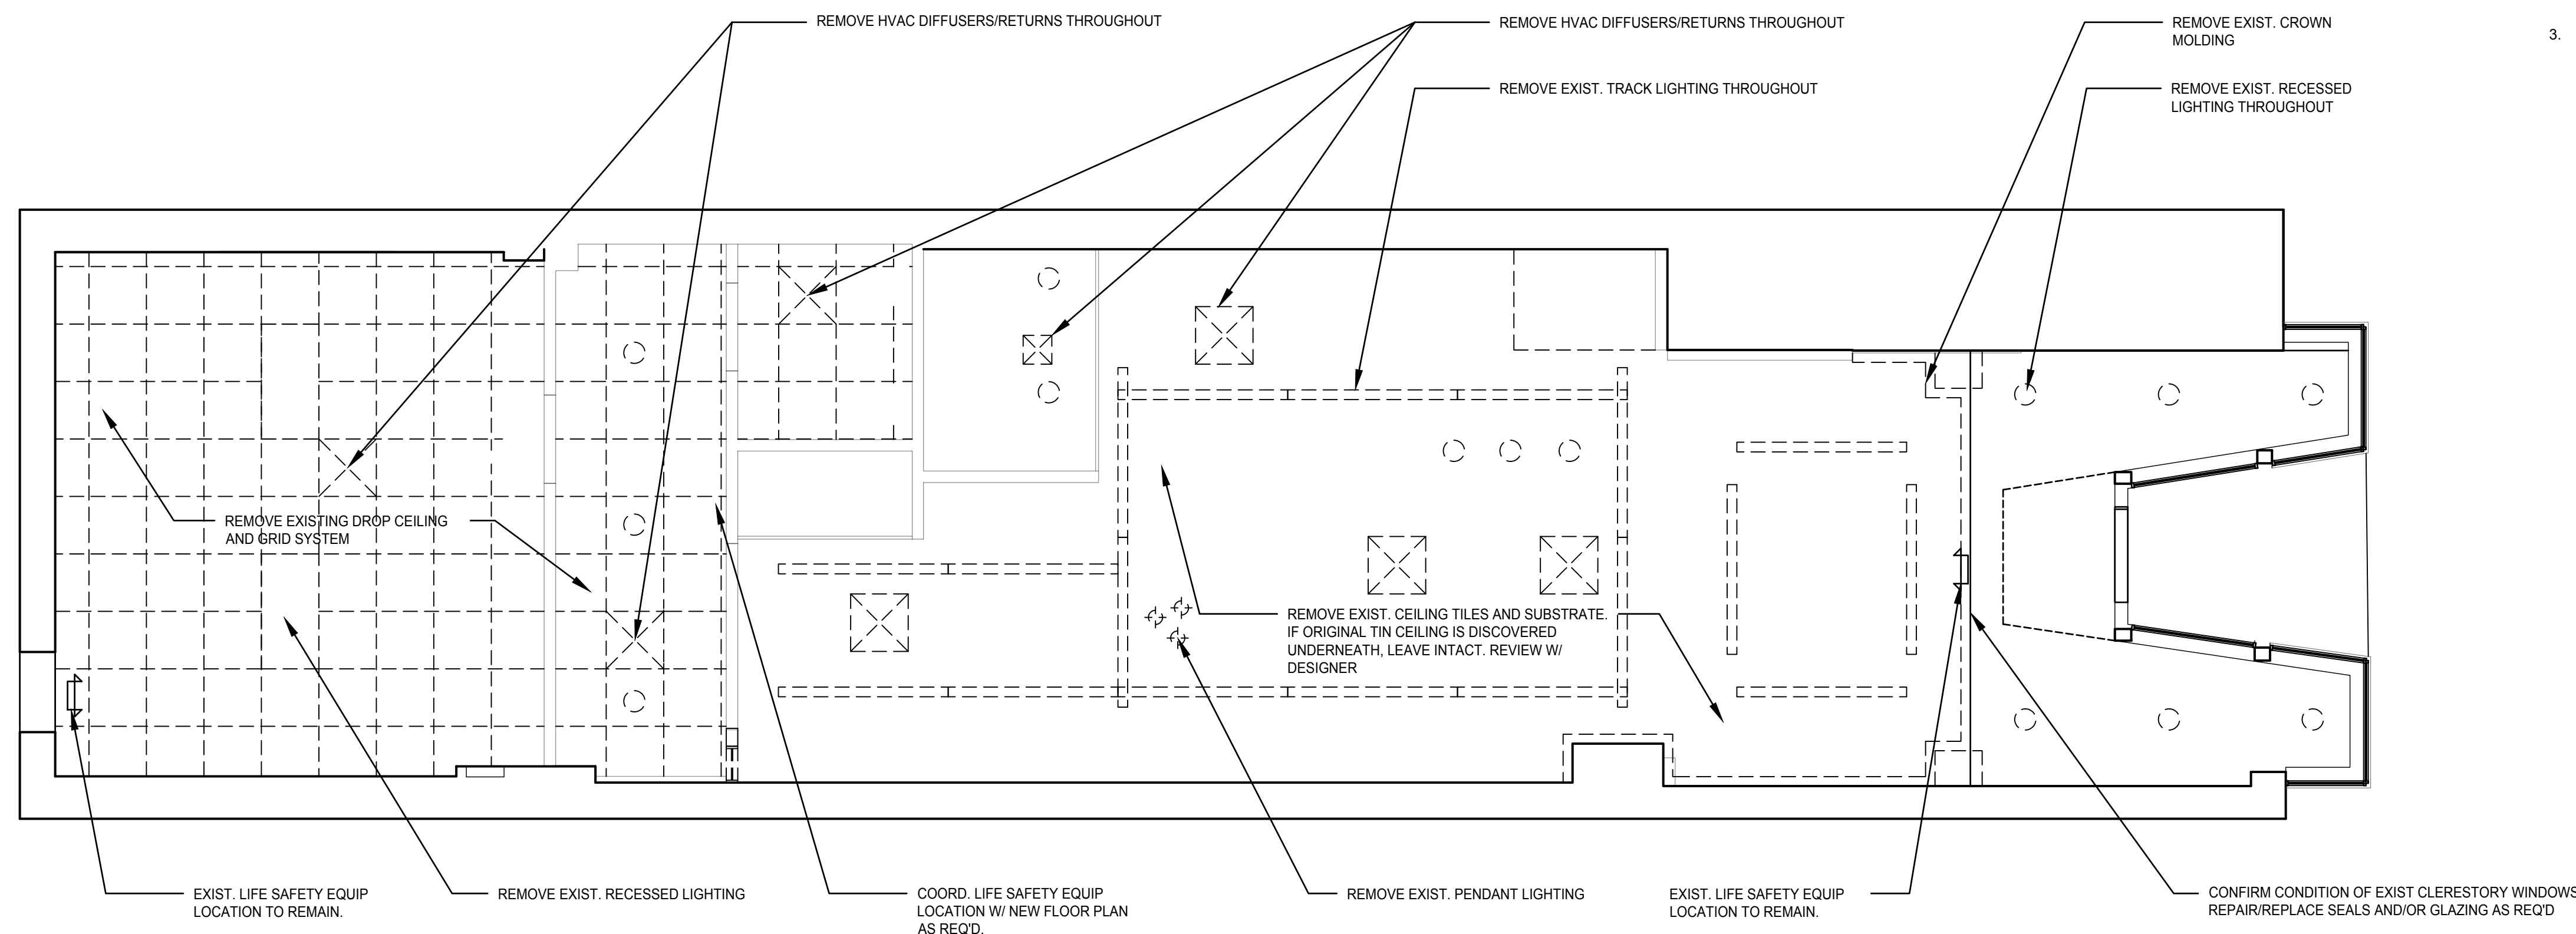 REMOVE HVAC DIFFUSERS/RETURNS THROUGHOUT
REMOVE HVAC DIFFUSERS/RETURNS THROUGHOUT
REMOVE EXIST. CROWN
MOLDING
3.
REMOVE EXIST. TRACK LIGHTING THROUGHOUT
REMOVE EXIST. RECESSED
LIGHTING THROUGHOUT
REMOVE EXISTING DROP CEILING
AND GRID SYSTEM
REMOVE EXIST. CEILING TILES AND SUBSTRATE.
IF ORIGINAL TIN CEILING IS DISCOVERED
UNDERNEATH, LEAVE INTACT. REVIEW W/
DESIGNER
EXIST. LIFE SAFETY EQUIP
LOCATION TO REMAIN.
REMOVE EXIST. RECESSED LIGHTING
COORD. LIFE SAFETY EQUIP
LOCATION W/ NEW FLOOR PLAN
AS REQ'D.
REMOVE EXIST. PENDANT LIGHTING
EXIST. LIFE SAFETY EQUIP
LOCATION TO REMAIN.
CONFIRM CONDITION OF EXIST CLERESTORY WINDOWS
REPAIR/REPLACE SEALS AND/OR GLAZING AS REQ'D